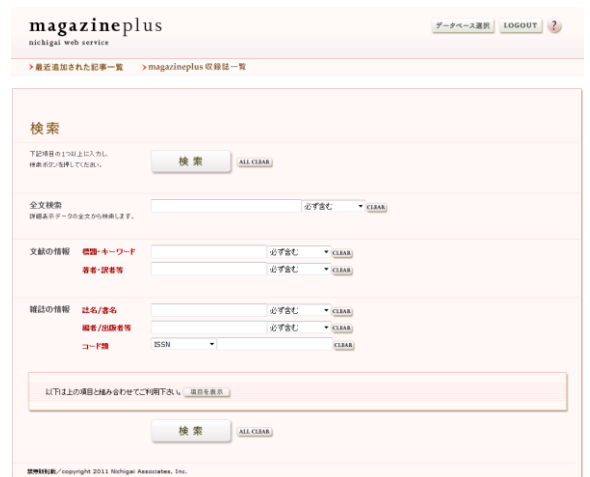 magazineplus
nichigai web service
データベース選択 LOGOUT ?
最近追加された記事一覧 magazineplus 収録誌一覧
検索
下記項目の1つ以上に入力し、
検索ボタンを押してください。
検 索 ALL CLEAR
全文検索 必ず含む CLEAR
詳細表示データの全文から検索します。
文献の情報 標題・キーワード 必ず含む CLEAR
著者・訳者等 必ず含む CLEAR
雑誌の情報 誌名/書名 必ず含む CLEAR
編者/出版者等 必ず含む CLEAR
コード類 ISSN CLEAR
以下は上の項目と組み合わせてご利用下さい。 項目を表示
検 索 ALL CLEAR
禁無断転載/copyright 2011 Nichigai Associates, Inc.